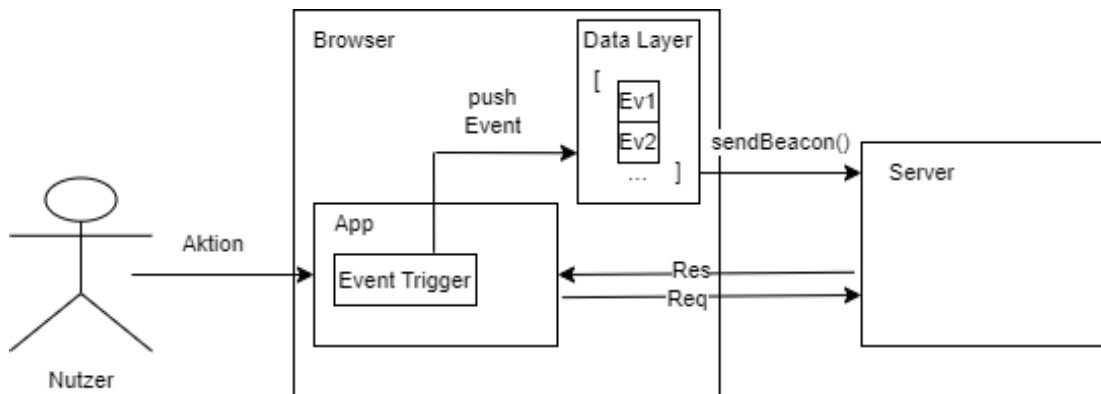 Browser
Data Layer
[
Ev1
Ev2
... ]
push
Event
sendBeacon()
Server
App
Event Trigger
Aktion
Res
Req
Nutzer